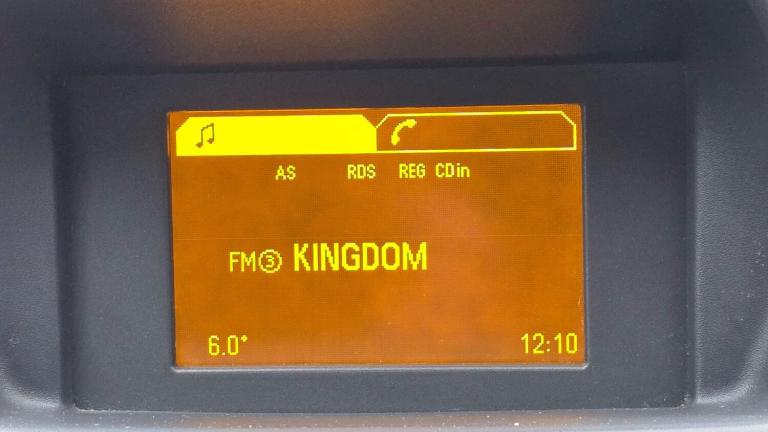 AS RDS REG CDin
FM③ KINGDOM
6.0° 12:10